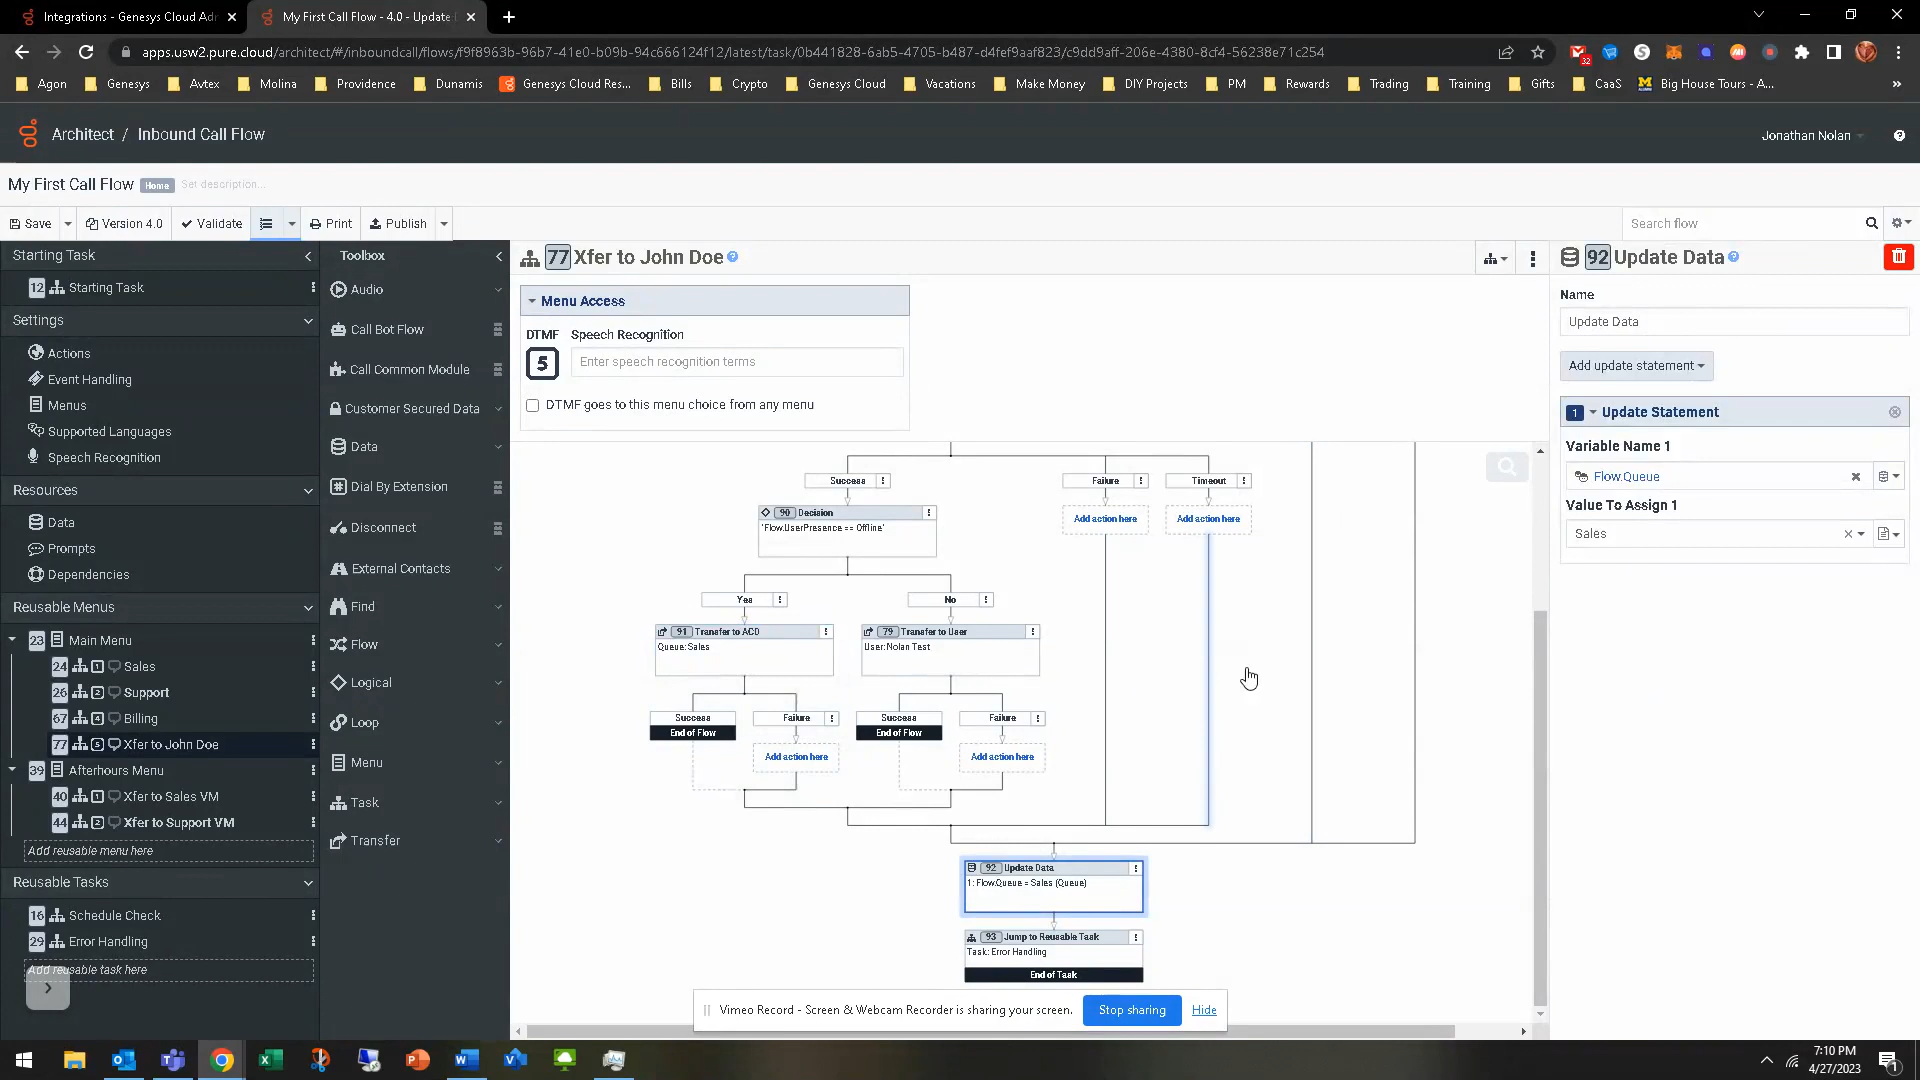 Integrations - Genesys Cloud Adr
My First Call Flow - 4.0 - Update
apps.usw2.pure.cloud/architect/#/inboundcall/flows/f9f8963b-96b7-41e0-b09b-94c666124f12/latest/task/0b441828-6ab5-4705-b487-d4fef9aaf823/c9dd9aff-206e-4380-8cf4-56238e71c254
32
Agon
Genesys
Avtex
Molina
Providence
Dunamis
Genesys Cloud Res...
Bills
Crypto
Genesys Cloud
Vacations
Make Money
DIY Projects
PM
Rewards
Trading
Training
Gifts
CaaS
Big House Tours - A...
Architect / Inbound Call Flow
Jonathan Nolan
My First Call Flow Home Set description...
Save
Version 4.0
Validate
Print
Publish
Search flow
Starting Task
12 Starting Task
Settings
Actions
Event Handling
Menus
Supported Languages
Speech Recognition
Resources
Data
Prompts
Dependencies
Reusable Menus
23 Main Menu
24 1 Sales
26 2 Support
67 4 Billing
77 5 Xfer to John Doe
39 Afterhours Menu
40 1 Xfer to Sales VM
44 2 Xfer to Support VM
Add reusable menu here
Reusable Tasks
16 Schedule Check
29 Error Handling
Add reusable task here
Toolbox
Audio
Call Bot Flow
Call Common Module
Customer Secured Data
Data
Dial By Extension
Disconnect
External Contacts
Find
Flow
Logical
Loop
Menu
Task
Transfer
77 Xfer to John Doe
Menu Access
DTMF Speech Recognition
5 Enter speech recognition terms
DTMF goes to this menu choice from any menu
Success
Failure
Timeout
90 Decision
'Flow.UserPresence == Offline'
Add action here
Add action here
Yes
No
91 Transfer to ACD
Queue: Sales
79 Transfer to User
User: Nolan Test
Success
End of Flow
Failure
Add action here
Success
End of Flow
Failure
Add action here
92 Update Data
1: Flow.Queue = Sales (Queue)
93 Jump to Reusable Task
Task: Error Handling
End of Task
92 Update Data
Name
Update Data
Add update statement
1 Update Statement
Variable Name 1
Flow.Queue
Value To Assign 1
Sales
Vimeo Record - Screen & Webcam Recorder is sharing your screen.
Stop sharing
Hide
7:10 PM
4/27/2023
1